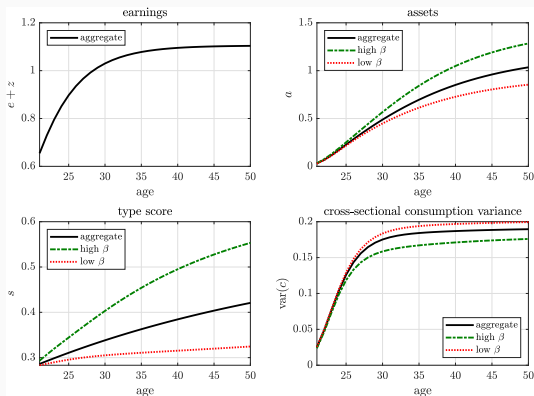 earnings
1.2
1
0.8
0.6
e + z
aggregate
25 30 35 40 45 50
age
assets
1.5
1
0.5
0
a
aggregate
high β
low β
25 30 35 40 45 50
age
type score
0.6
0.5
0.4
0.3
s
aggregate
high β
low β
25 30 35 40 45 50
age
cross-sectional consumption variance
0.2
0.15
0.1
0.05
0
var(c)
aggregate
high β
low β
25 30 35 40 45 50
age